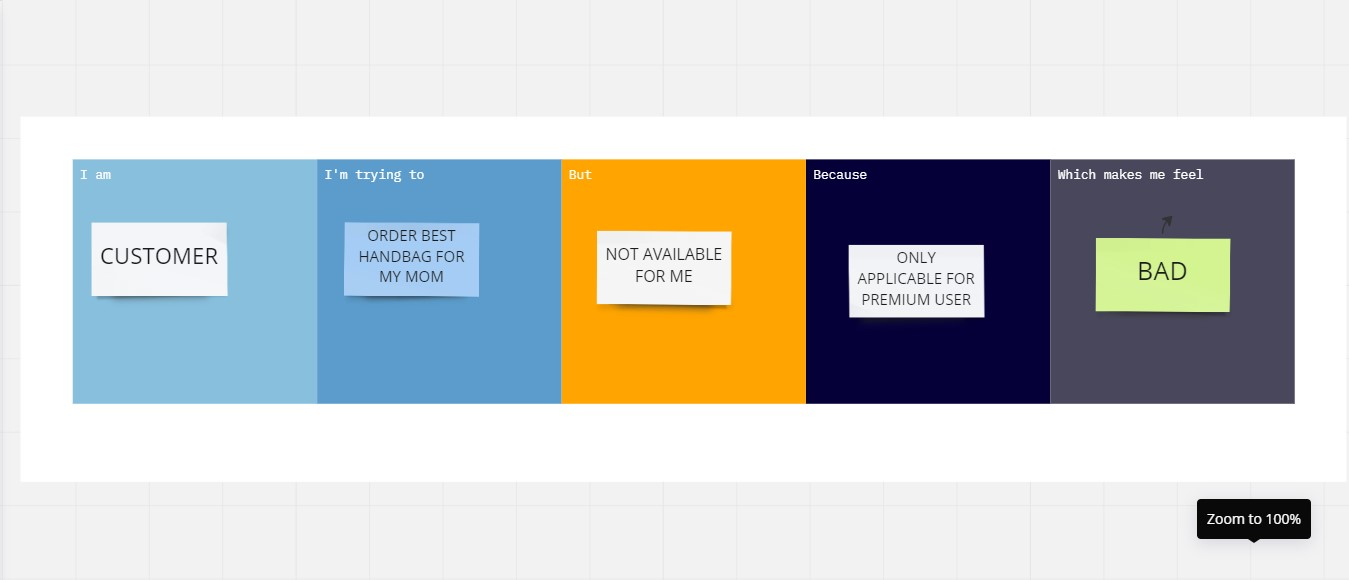 I am
CUSTOMER
I'm trying to
ORDER BEST
HANDBAG FOR
MY MOM
But
NOT AVAILABLE
FOR ME
Because
ONLY
APPLICABLE FOR
PREMIUM USER
Which makes me feel
BAD
Zoom to 100%